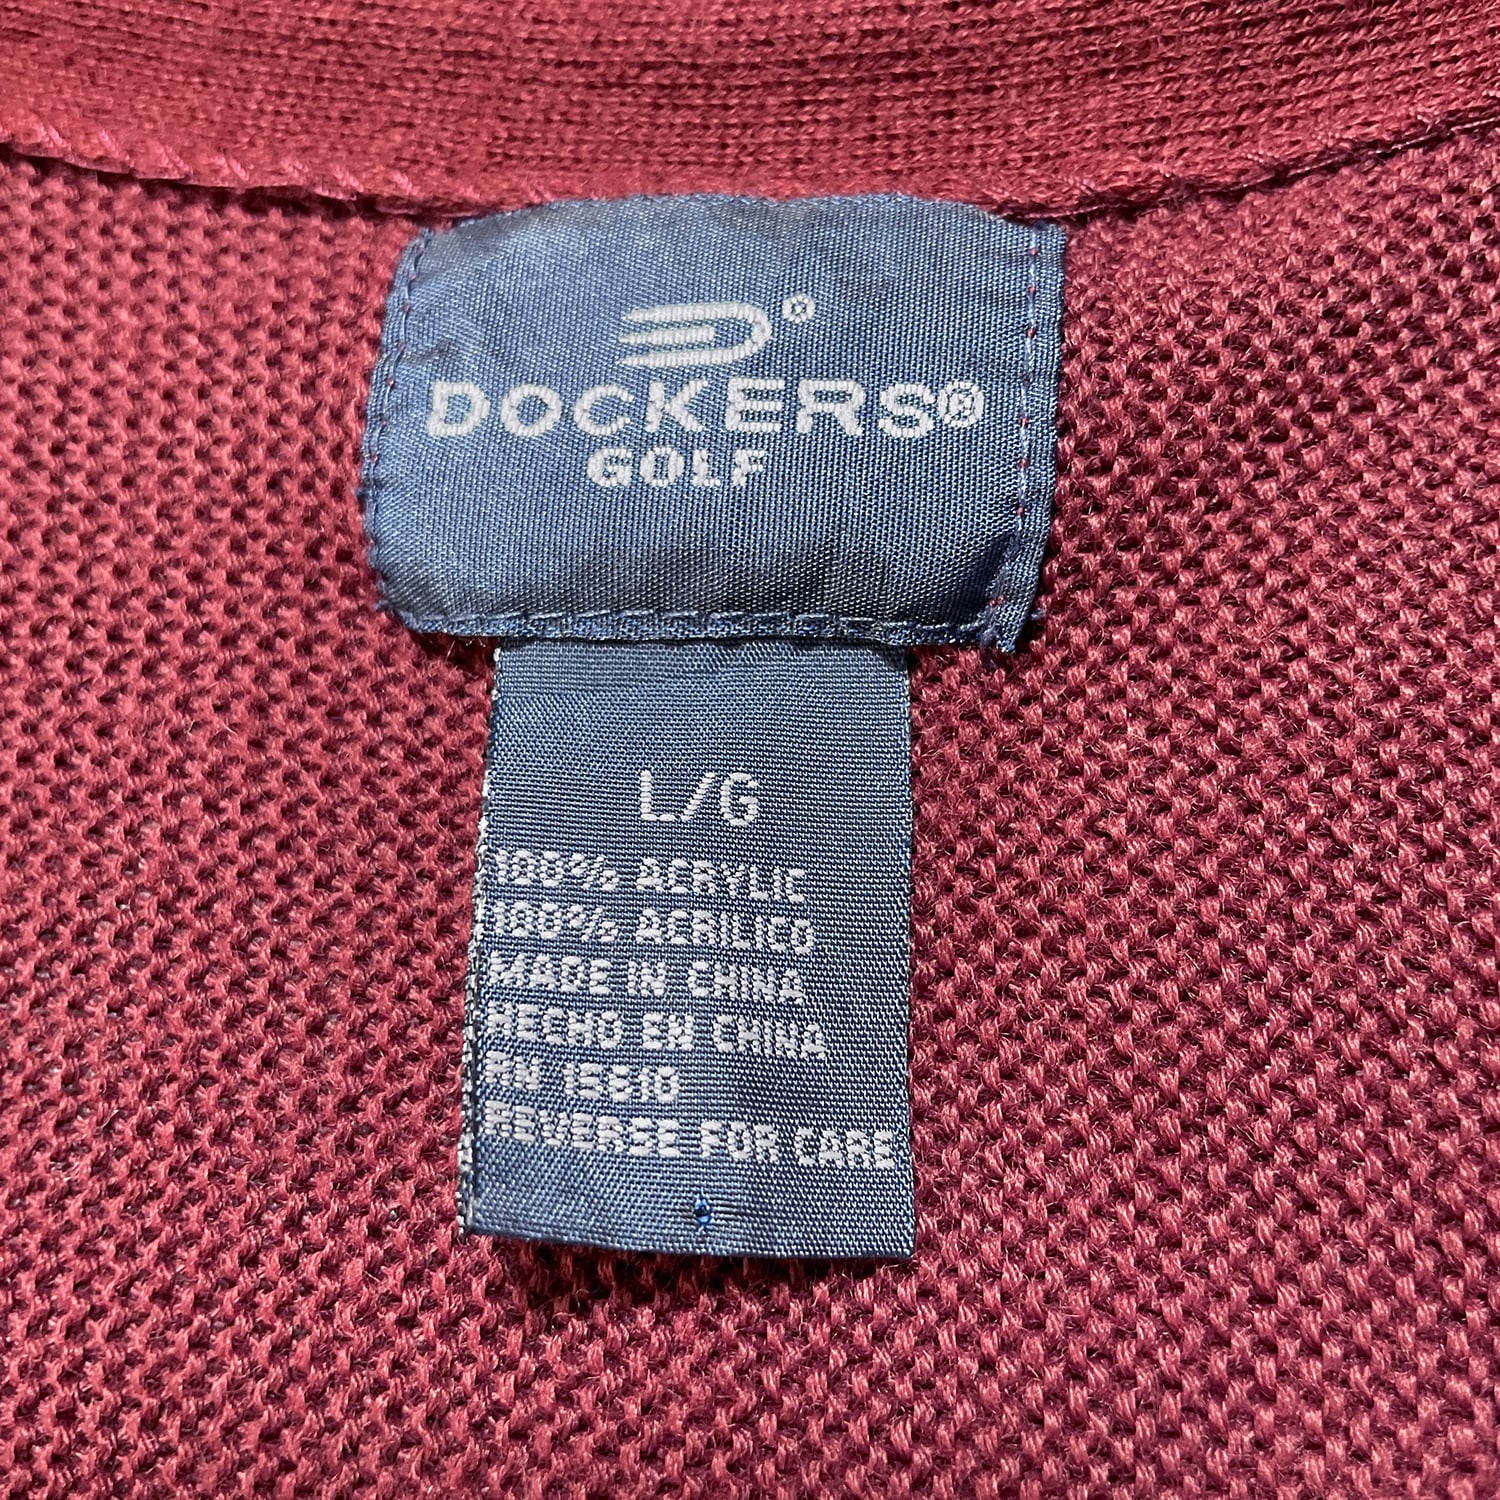 DOCKERS®
GOLF
L/G
100% ACRYLIC
100% ACRILICO
MADE IN CHINA
HECHO EN CHINA
RN 15610
REVERSE FOR CARE